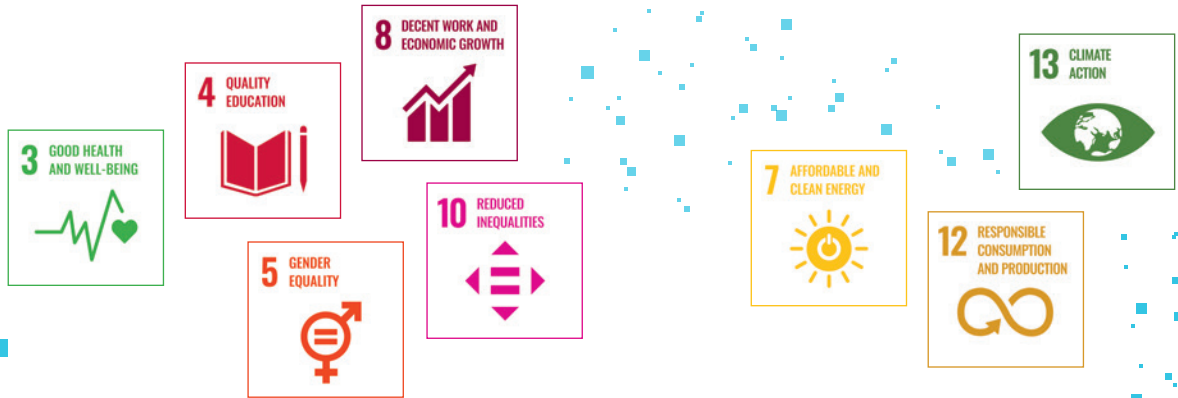 3 GOOD HEALTH
AND WELL-BEING
4 QUALITY
EDUCATION
5 GENDER
EQUALITY
8 DECENT WORK AND
ECONOMIC GROWTH
10 REDUCED
INEQUALITIES
7 AFFORDABLE AND
CLEAN ENERGY
12 RESPONSIBLE
CONSUMPTION
AND PRODUCTION
13 CLIMATE
ACTION